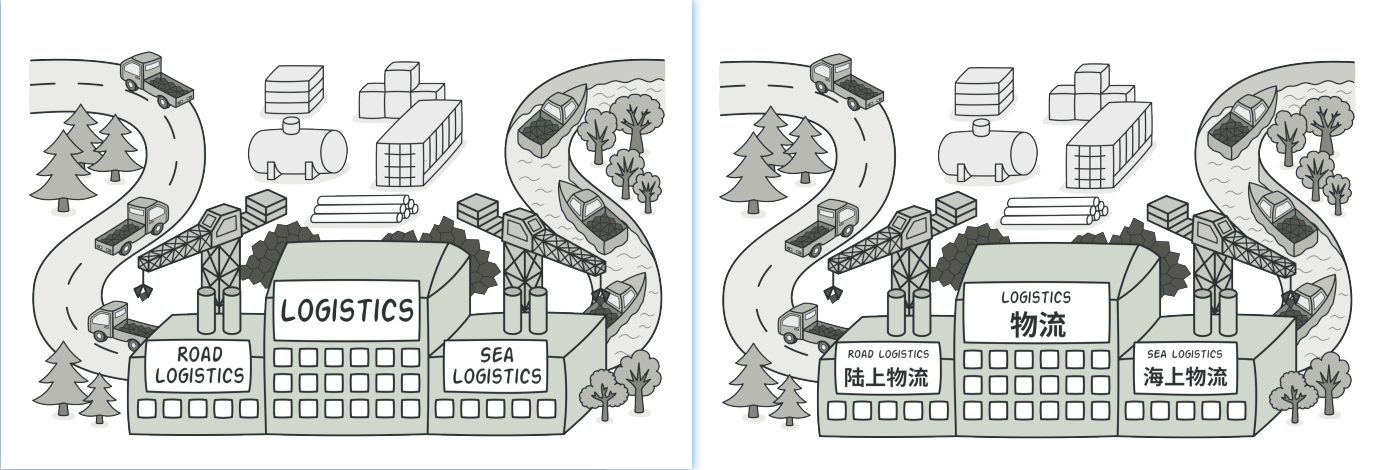 LOGISTICS
ROAD
LOGISTICS
SEA
LOGISTICS
LOGISTICS
物流
ROAD LOGISTICS
陆上物流
SEA LOGISTICS
海上物流